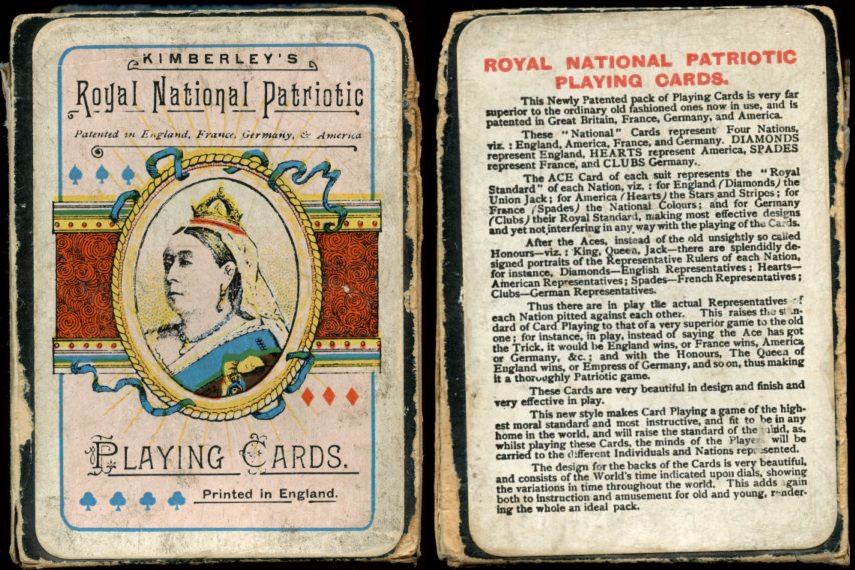 KIMBERLEY'S
Royal National Patriotic
Patented in England, France, Germany, & America
PLAYING CARDS.
Printed in England.
ROYAL NATIONAL PATRIOTIC
PLAYING CARDS.
This Newly Patented pack of Playing Cards is very far
superior to the ordinary old fashioned ones now in use, and is
patented in Great Britain, France, Germany, and America.
These "National" Cards represent Four Nations,
viz. : England, America, France, and Germany. DIAMONDS
represent England, HEARTS represent America, SPADES
represent France, and CLUBS Germany.
The ACE Card of each suit represents the "Royal
Standard" of each Nation, viz. : for England (Diamonds) the
Union Jack; for America (Hearts) the Stars and Stripes; for
France (Spades) the National Colours; and for Germany
(Clubs) their Royal Standard, making most effective designs
and yet not interfering in any way with the playing of the Cards.
After the Aces, instead of the old unsightly so called
Honours—viz. : King, Queen, Jack—there are splendidly de-
signed portraits of the Representative Rulers of each Nation,
for instance, Diamonds—English Representatives; Hearts—
American Representatives; Spades—French Representatives;
Clubs—German Representatives.
Thus there are in play the actual Representatives of
each Nation pitted against each other. This raises the stan-
dard of Card Playing to that of a very superior game to the old
one; for instance, in play, instead of saying the Ace has got
the Trick, it would be England wins, or France wins, America
or Germany, &c.; and with the Honours, The Queen of
England wins, or Empress of Germany, and so on, thus making
it a thoroughly Patriotic game.
These Cards are very beautiful in design and finish and
very effective in play.
This new style makes Card Playing a game of the high-
est moral standard and most instructive, and fit to be in any
home in the world, and will raise the standard of the mind, as,
whilst playing these Cards, the minds of the Players will be
carried to the different Individuals and Nations represented.
The design for the backs of the Cards is very beautiful,
and consists of the World's time indicated upon dials, showing
the variations in time throughout the world. This adds again
both to instruction and amusement for old and young, render-
ing the whole an ideal pack.